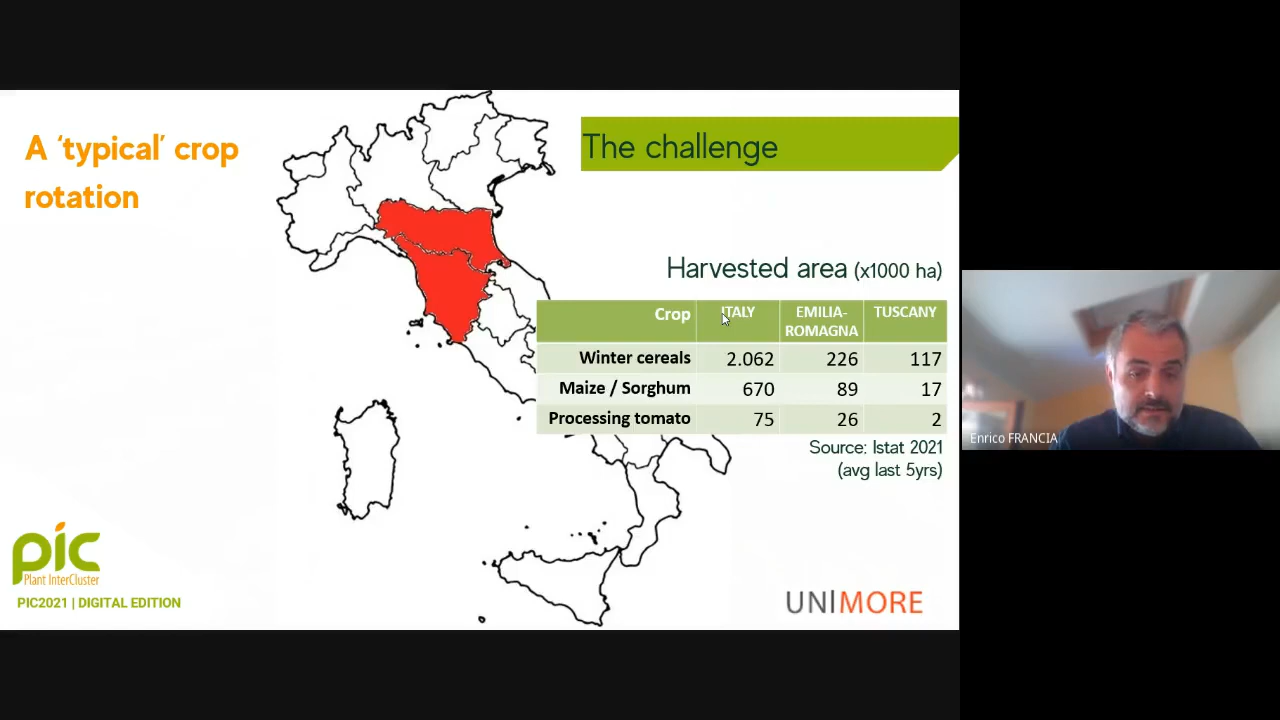 A ‘typical’ crop
rotation
The challenge
Harvested area (x1000 ha)
Crop ITALY EMILIA-ROMAGNA TUSCANY
Winter cereals 2.062 226 117
Maize / Sorghum 670 89 17
Processing tomato 75 26 2
Source: Istat 2021
(avg last 5yrs)
Enrico FRANCIA
pic
Plant InterCluster
PIC2021 | DIGITAL EDITION
UNIMORE